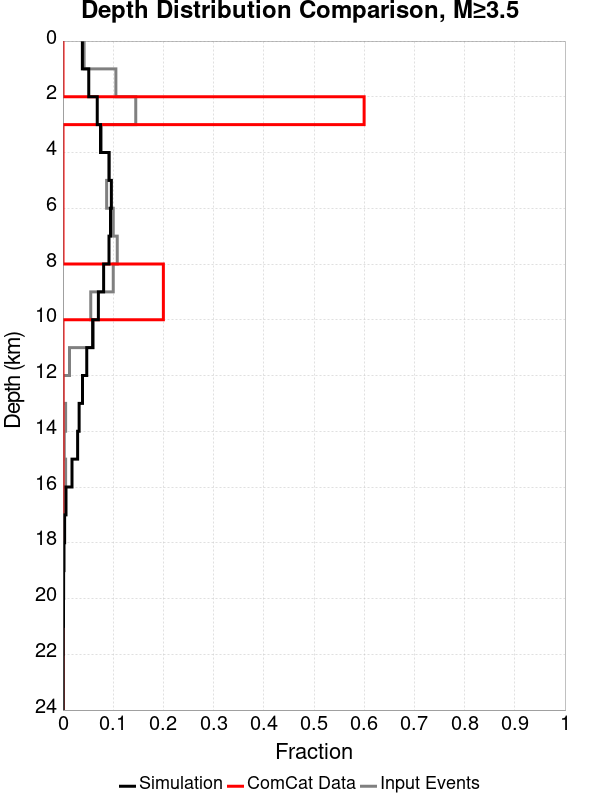 Depth Distribution Comparison, M≥3.5
0
2
4
6
8
10
12
14
16
18
20
22
24
Depth (km)
0 0.1 0.2 0.3 0.4 0.5 0.6 0.7 0.8 0.9 1
Fraction
Simulation ComCat Data Input Events